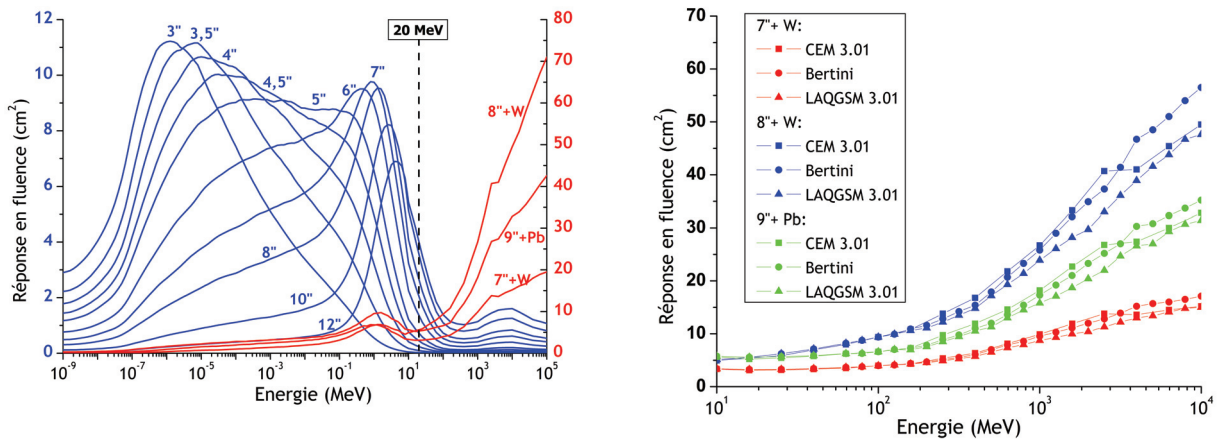 12
10
8
6
4
2
0
Réponse en fluence (cm²)
3"
3,5"
4"
4,5"
5"
6"
7"
8"
10"
12"
20 MeV
8"+W
9"+Pb
7"+W
80
70
60
50
40
30
20
10
0
10⁻⁹ 10⁻⁷ 10⁻⁵ 10⁻³ 10⁻¹ 10¹ 10³ 10⁵
Energie (MeV)
70
60
50
40
30
20
10
0
Réponse en fluence (cm²)
7"+ W:
CEM 3.01
Bertini
LAQGSM 3.01
8"+ W:
CEM 3.01
Bertini
LAQGSM 3.01
9"+ Pb:
CEM 3.01
Bertini
LAQGSM 3.01
10¹ 10² 10³ 10⁴
Energie (MeV)